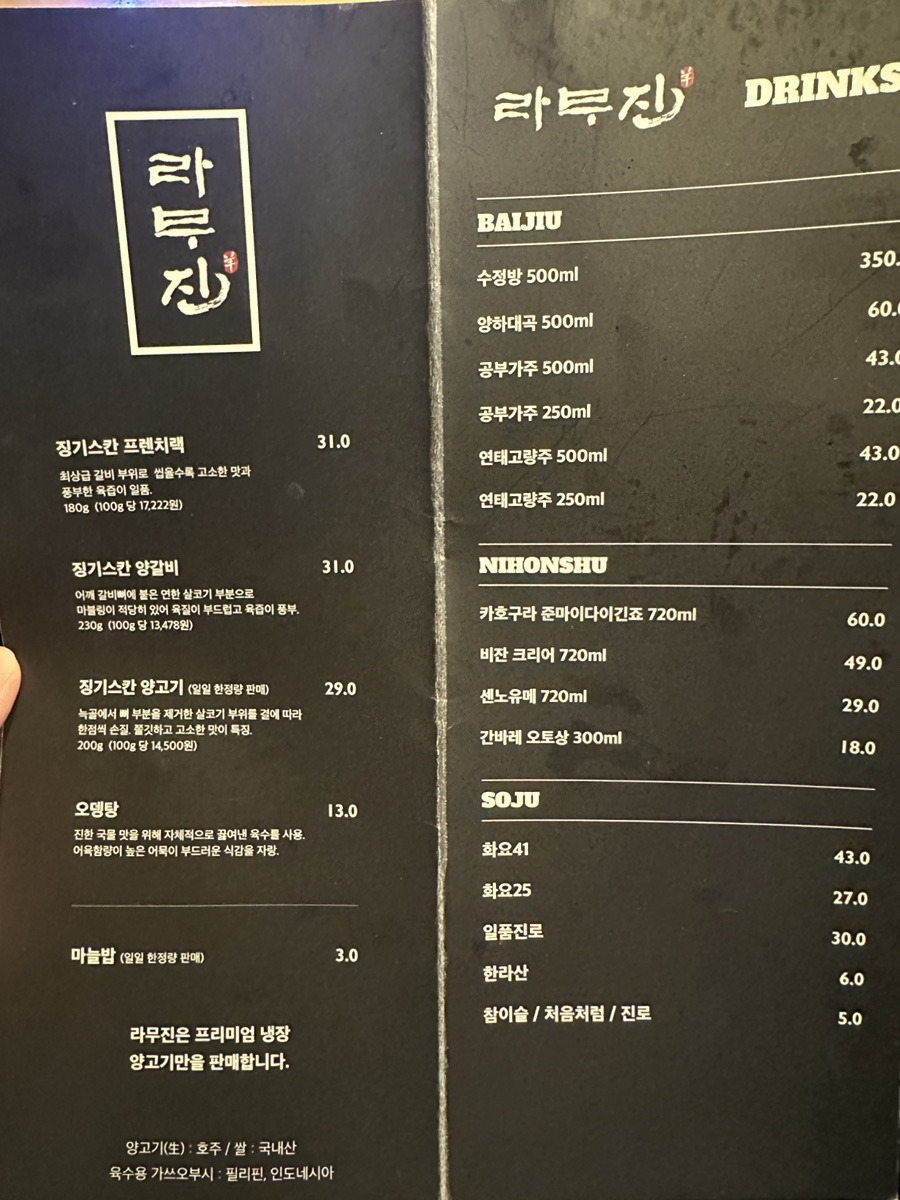 라
무
진
羊
징기스칸 프렌치랙 31.0
최상급 갈비 부위로 씹을수록 고소한 맛과
풍부한 육즙이 일품.
180g (100g 당 17,222원)
징기스칸 양갈비 31.0
어깨 갈비뼈에 붙은 연한 살코기 부분으로
마블링이 적당히 있어 육질이 부드럽고 육즙이 풍부.
230g (100g 당 13,478원)
징기스칸 양고기 (일일 한정량 판매) 29.0
늑골에서 뼈 부분을 제거한 살코기 부위를 결에 따라
한점씩 손질. 쫄깃하고 고소한 맛이 특징.
200g (100g 당 14,500원)
오뎅탕 13.0
진한 국물 맛을 위해 자체적으로 끓여낸 육수를 사용.
어육함량이 높은 어묵이 부드러운 식감을 자랑.
마늘밥 (일일 한정량 판매) 3.0
라무진은 프리미엄 냉장
양고기만을 판매합니다.
양고기(生) : 호주 / 쌀 : 국내산
육수용 가쓰오부시 : 필리핀, 인도네시아
라무진 羊 DRINKS
BAIJIU
수정방 500ml 350.
양하대곡 500ml 60.0
공부가주 500ml 43.0
공부가주 250ml 22.0
연태고량주 500ml 43.0
연태고량주 250ml 22.0
NIHONSHU
카호구라 준마이다이긴죠 720ml 60.0
비잔 크리어 720ml 49.0
센노유메 720ml 29.0
간바레 오토상 300ml 18.0
SOJU
화요41 43.0
화요25 27.0
일품진로 30.0
한라산 6.0
참이슬 / 처음처럼 / 진로 5.0